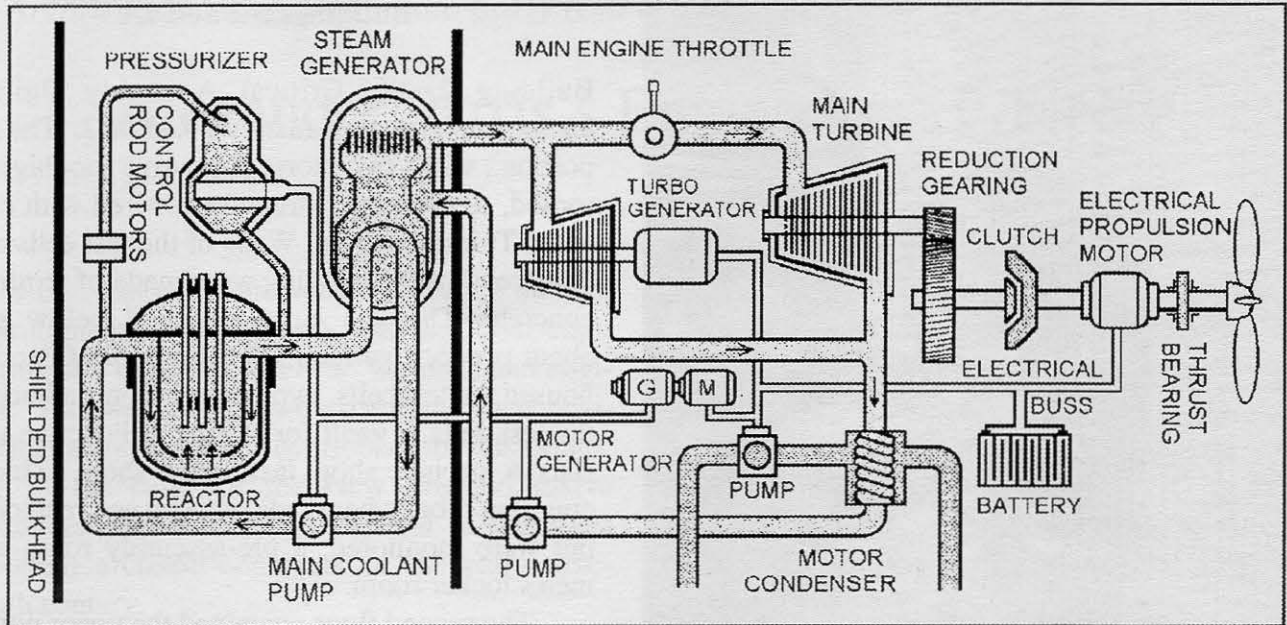 PRESSURIZER
CONTROL
ROD MOTORS
STEAM
GENERATOR
MAIN ENGINE THROTTLE
MAIN
TURBINE
REDUCTION
GEARING
TURBO
GENERATOR
CLUTCH
ELECTRICAL
PROPULSION
MOTOR
SHIELDED BULKHEAD
REACTOR
MAIN COOLANT
PUMP
G
M
MOTOR
GENERATOR
PUMP
PUMP
MOTOR
CONDENSER
ELECTRICAL
BUSS
BATTERY
THRUST
BEARING